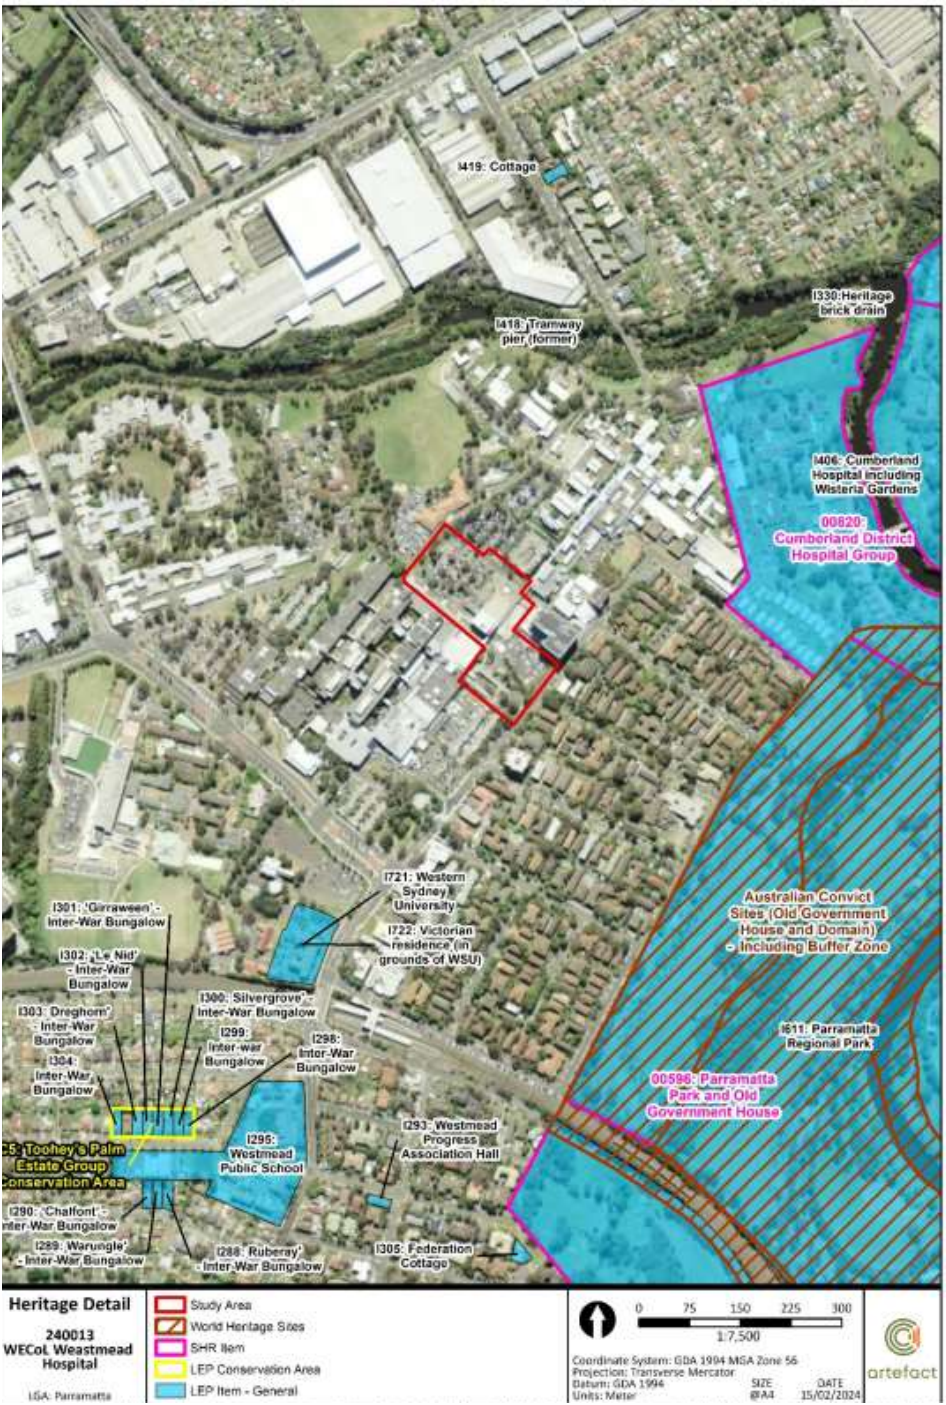 I419: Cottage
I330:Heritage
brick drain
I418: Tramway
pier (former)
I406: Cumberland
Hospital including
Wisteria Gardens
00820:
Cumberland District
Hospital Group
I721: Western
Sydney
University
Australian Convict
Sites (Old Government
House and Domain)
- Including Buffer Zone
I301: 'Girraween' -
Inter-War Bungalow
I722: Victorian
residence (in
grounds of WSU)
I302: 'Le Nid'
- Inter-War
Bungalow
I300: Silvergrove' -
Inter-War Bungalow
I303: Dreghorn'
- Inter-War
Bungalow
I299:
Inter-war
Bungalow
I298:
Inter-War
Bungalow
I611: Parramatta
Regional Park
I304:
Inter-War
Bungalow
00596: Parramatta
Park and Old
Government House
I293: Westmead
Progress
Association Hall
I295:
Westmead
Public School
C5: Toohey's Palm
Estate Group
Conservation Area
I290: 'Chalfont' -
Inter-War Bungalow
I289: Warungle'
- Inter-War Bungalow
I288: Ruberay'
- Inter-War Bungalow
I305: Federation
Cottage
Heritage Detail
240013
WECoL Weastmead
Hospital
LGA: Parramatta
Study Area
World Heritage Sites
SHR Item
LEP Conservation Area
LEP Item - General
0 75 150 225 300
1:7,500
Coordinate System: GDA 1994 MGA Zone 56
Projection: Transverse Mercator
Datum: GDA 1994
Units: Meter
SIZE
@A4
DATE
15/02/2024
artefact